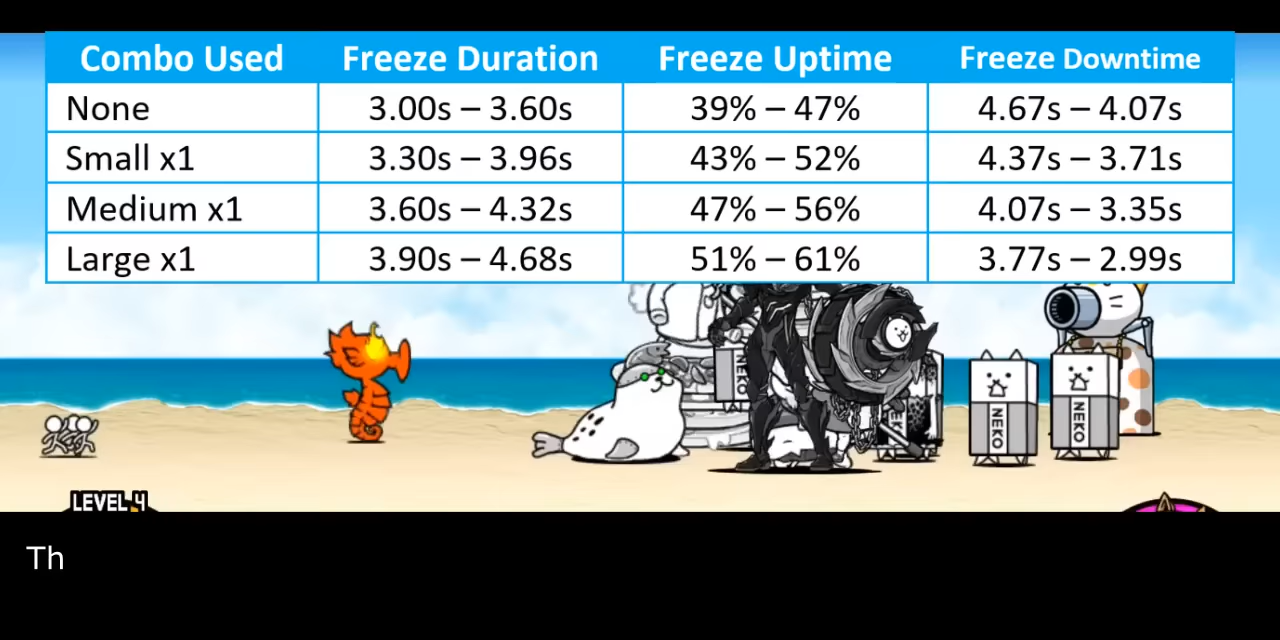 Combo Used Freeze Duration Freeze Uptime Freeze Downtime
None 3.00s – 3.60s 39% – 47% 4.67s – 4.07s
Small x1 3.30s – 3.96s 43% – 52% 4.37s – 3.71s
Medium x1 3.60s – 4.32s 47% – 56% 4.07s – 3.35s
Large x1 3.90s – 4.68s 51% – 61% 3.77s – 2.99s
NEKO
NEKO
NEKO
LEVEL 4
Th